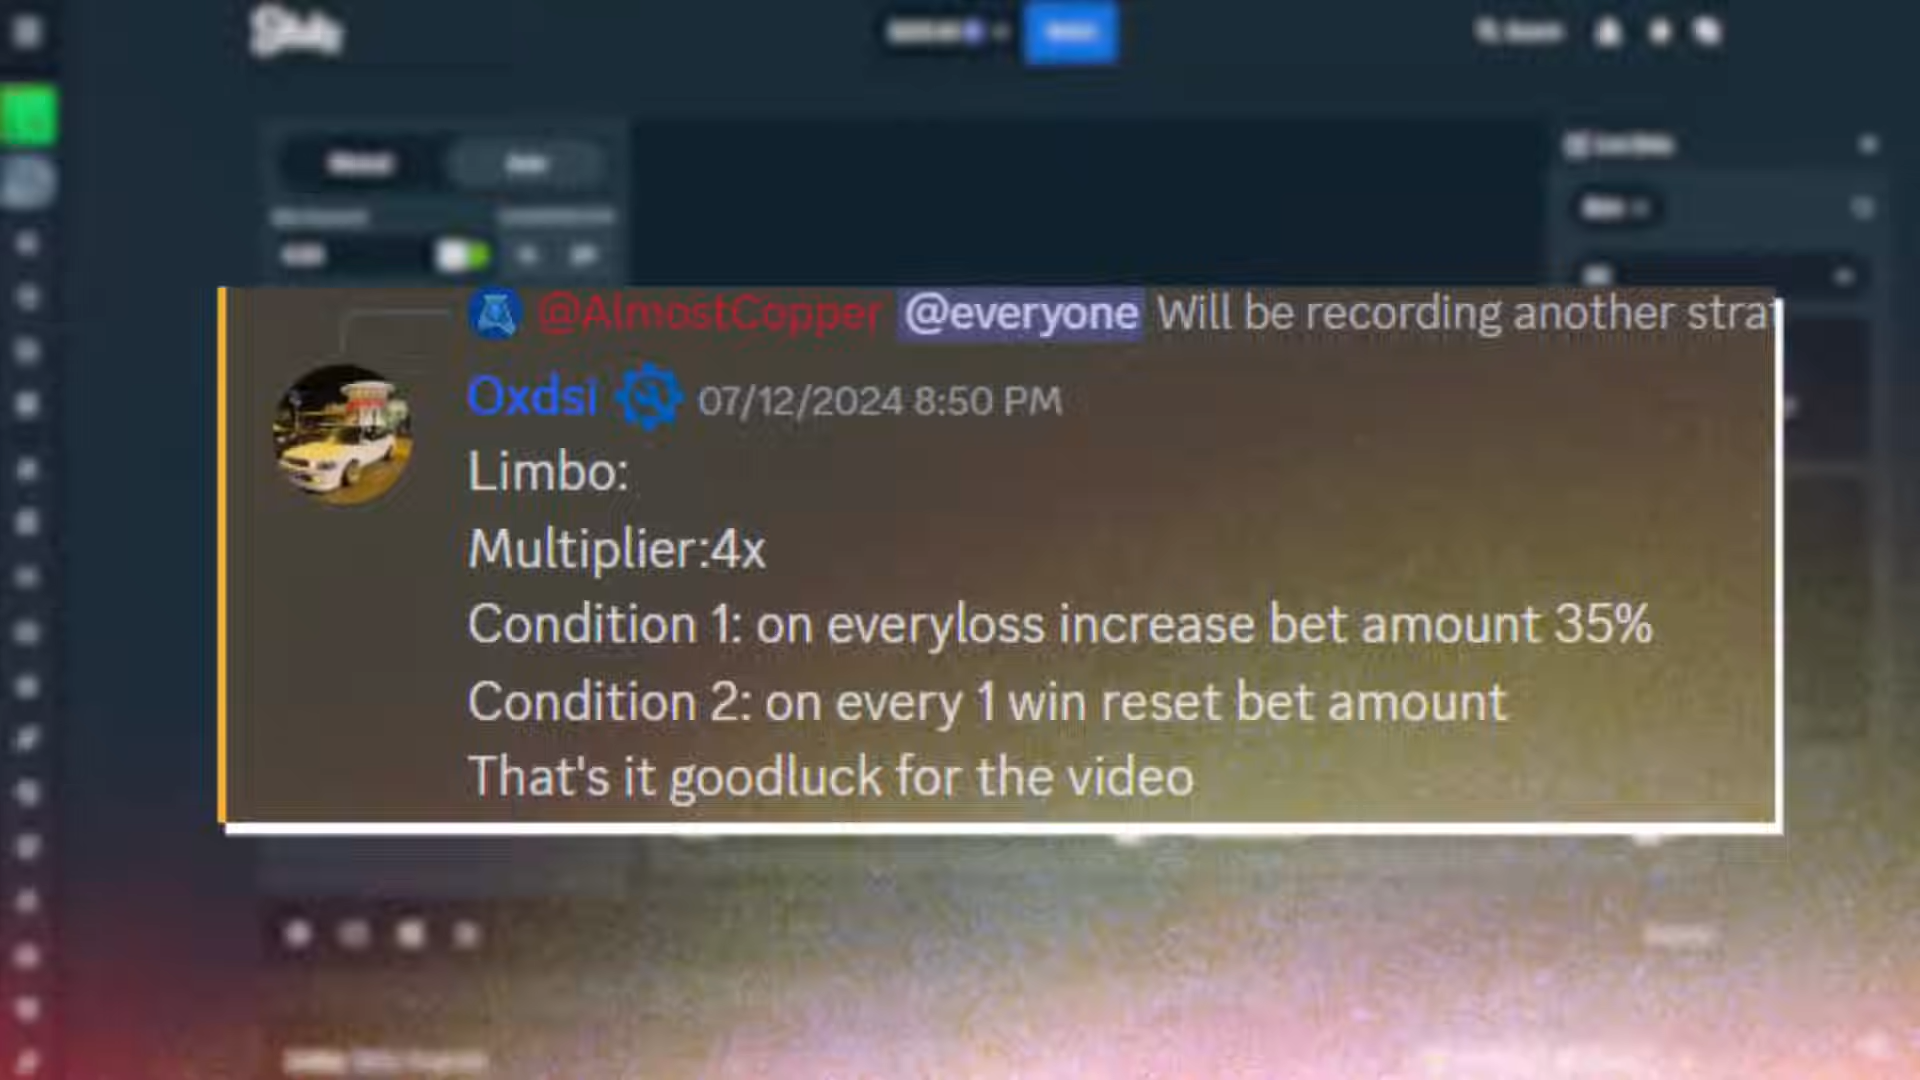 @AlmostCopper @everyone Will be recording another strat
Oxdsi 07/12/2024 8:50 PM
Limbo:
Multiplier:4x
Condition 1: on everyloss increase bet amount 35%
Condition 2: on every 1 win reset bet amount
That's it goodluck for the video